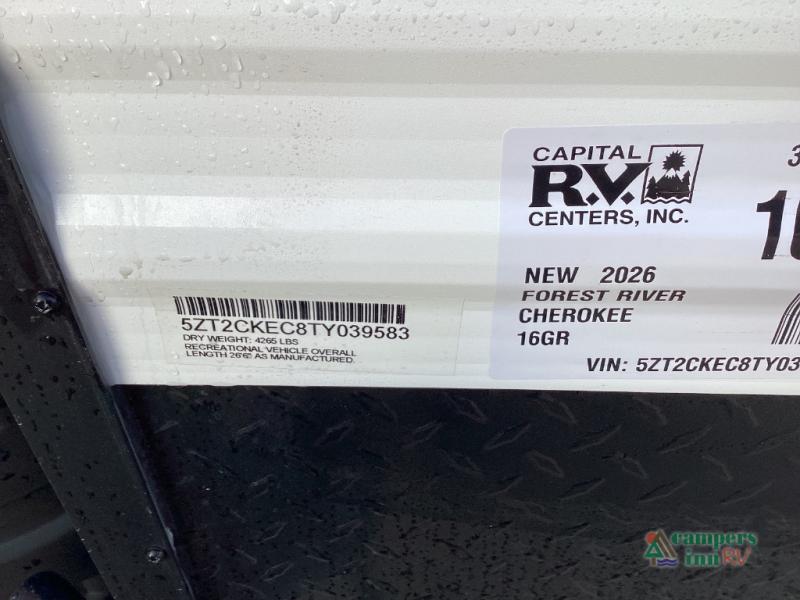 5ZT2CKEC8TY039583
DRY WEIGHT: 4265 LBS
RECREATIONAL VEHICLE OVERALL
LENGTH 26'6" AS MANUFACTURED.
CAPITAL
R.V.
CENTERS, INC.
3
NEW 2026
FOREST RIVER
CHEROKEE
16GR
VIN: 5ZT2CKEC8TY03
campers
inn RV